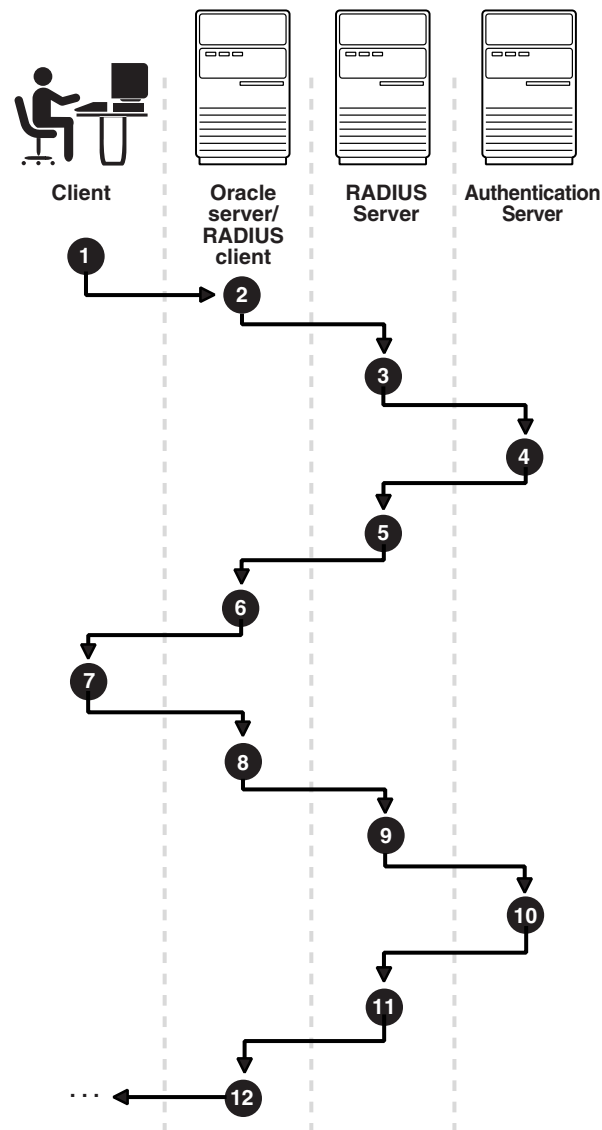 Client
Oracle
server/
RADIUS
client
RADIUS
Server
Authentication
Server
1
2
3
4
5
6
7
8
9
10
11
12
...